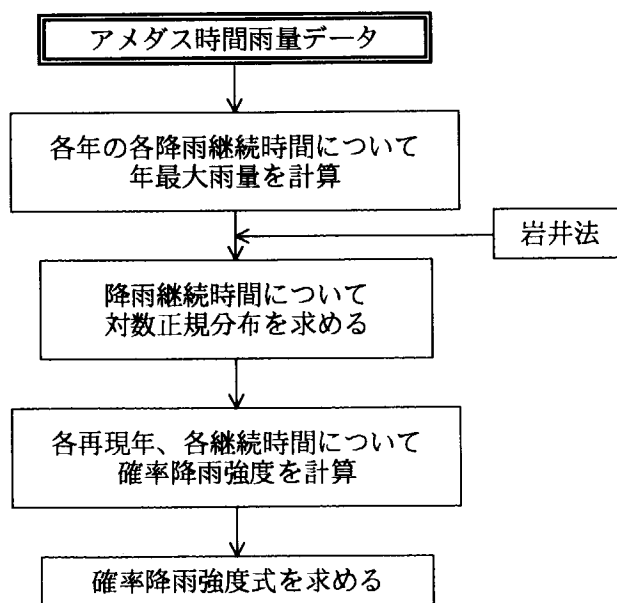 アメダス時間雨量データ
各年の各降雨継続時間について
年最大雨量を計算
岩井法
降雨継続時間について
対数正規分布を求める
各再現年、各継続時間について
確率降雨強度を計算
確率降雨強度式を求める